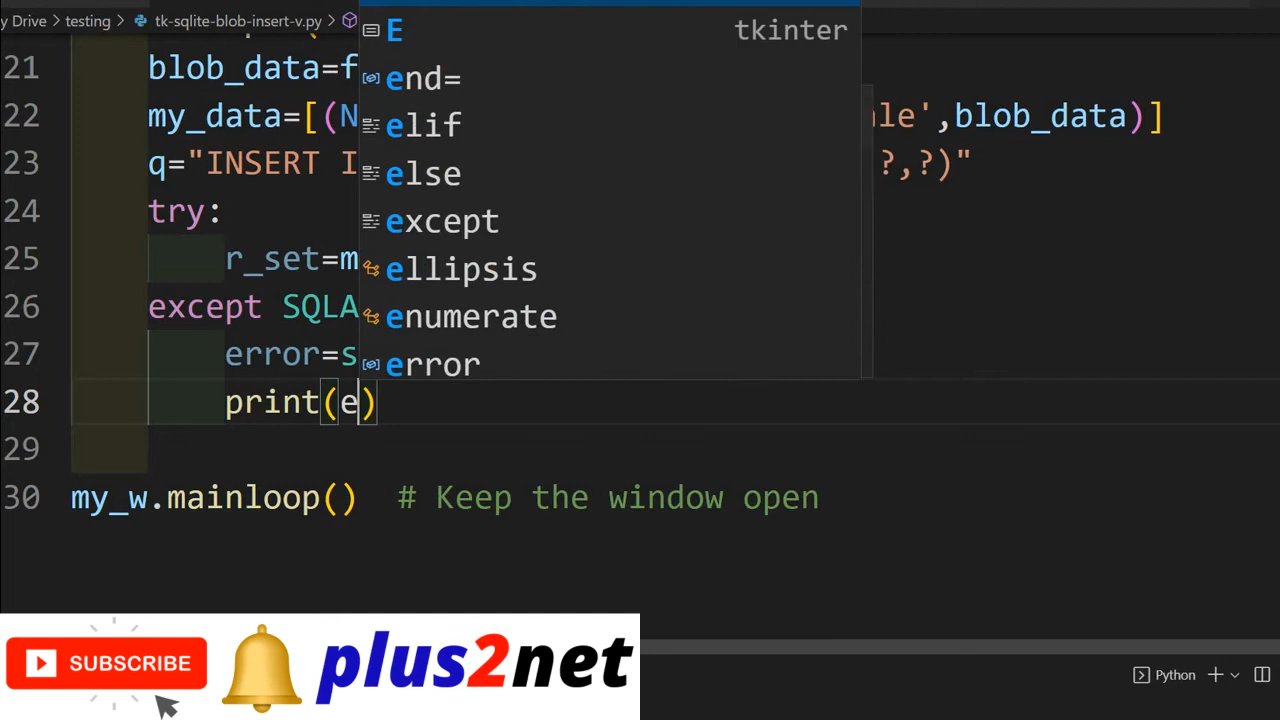 y Drive > testing > tk-sqlite-blob-insert-v.py >
E tkinter
21 blob_data=f
end=
22 my_data=[(N ale',blob_data)]
elif
23 q="INSERT I ?,?)"
else
24 try:
except
25 r_set=m
ellipsis
26 except SQLA
enumerate
27 error=s
error
28 print(e)
29
30 my_w.mainloop() # Keep the window open
SUBSCRIBE
plus2net
Python